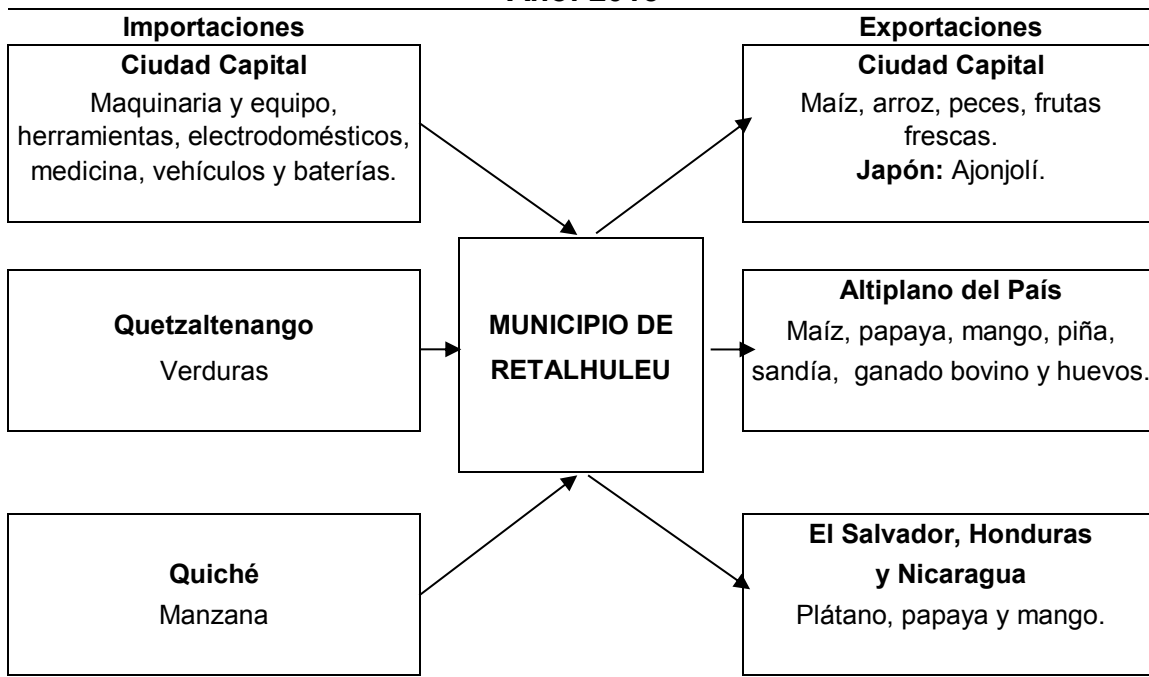 Importaciones
Exportaciones
Ciudad Capital
Maquinaria y equipo,
herramientas, electrodomésticos,
medicina, vehículos y baterías.
Ciudad Capital
Maíz, arroz, peces, frutas
frescas.
Japón: Ajonjolí.
Quetzaltenango
Verduras
MUNICIPIO DE
RETALHULEU
Altiplano del País
Maíz, papaya, mango, piña,
sandía, ganado bovino y huevos.
Quiché
Manzana
El Salvador, Honduras
y Nicaragua
Plátano, papaya y mango.